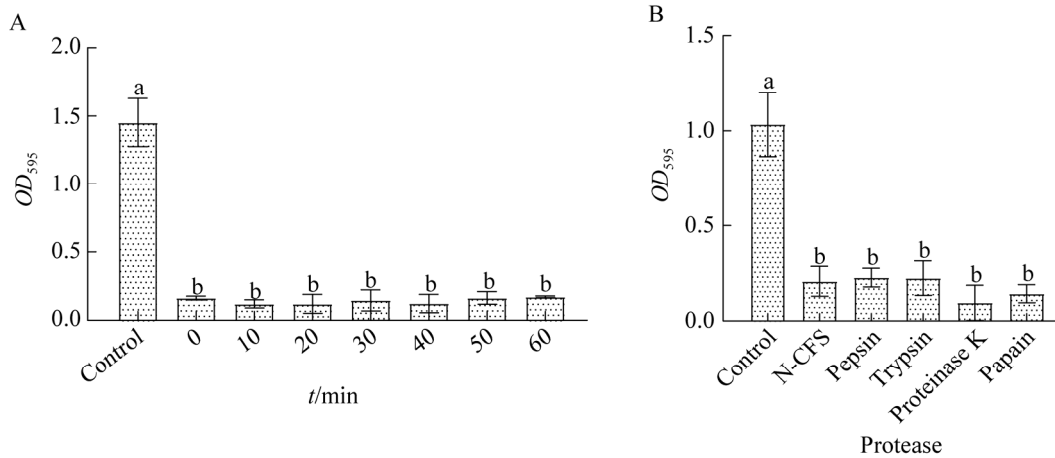 A
2.0
1.5
1.0
0.5
0.0
OD595
a
b
b
b
b
b
b
b
Control
0
10
20
30
40
50
60
t/min
B
1.5
1.0
0.5
0.0
OD595
a
b
b
b
b
b
Control
N-CFS
Pepsin
Trypsin
Proteinase K
Papain
Protease